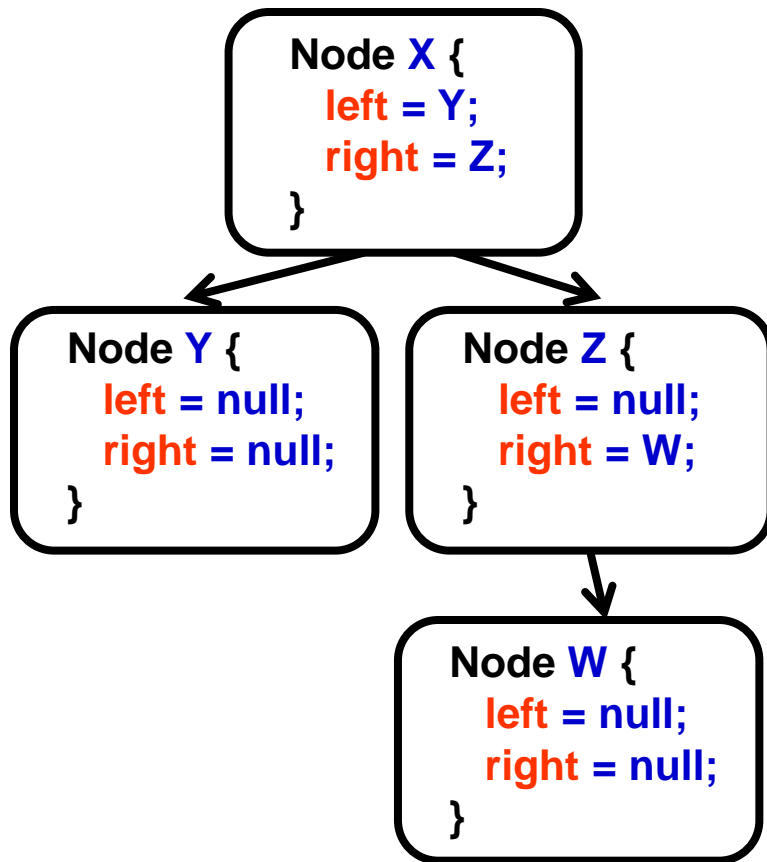 Node X {
left = Y;
right = Z;
}
Node Y {
left = null;
right = null;
}
Node Z {
left = null;
right = W;
}
Node W {
left = null;
right = null;
}